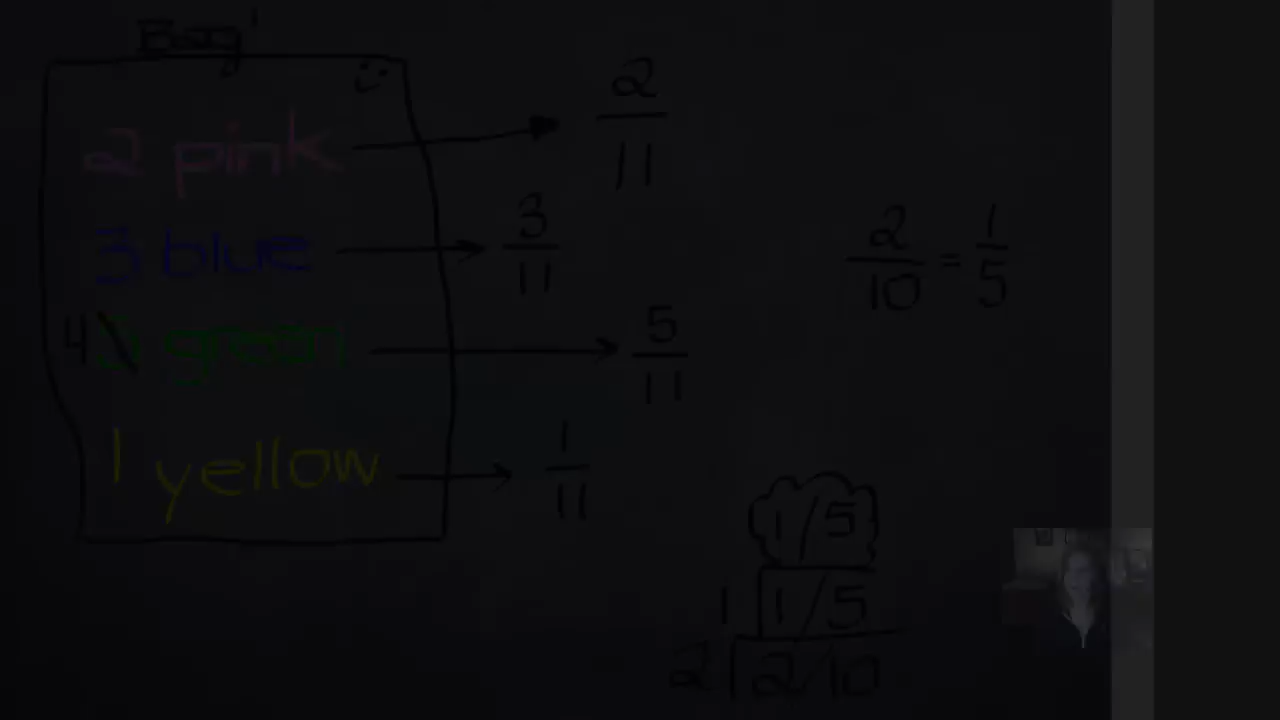 Bag
2 pink → 2/11
3 blue → 3/11
4 5 green → 5/11
1 yellow → 1/11
2/10 = 1/5
1/5
1 1/5
2 2/10